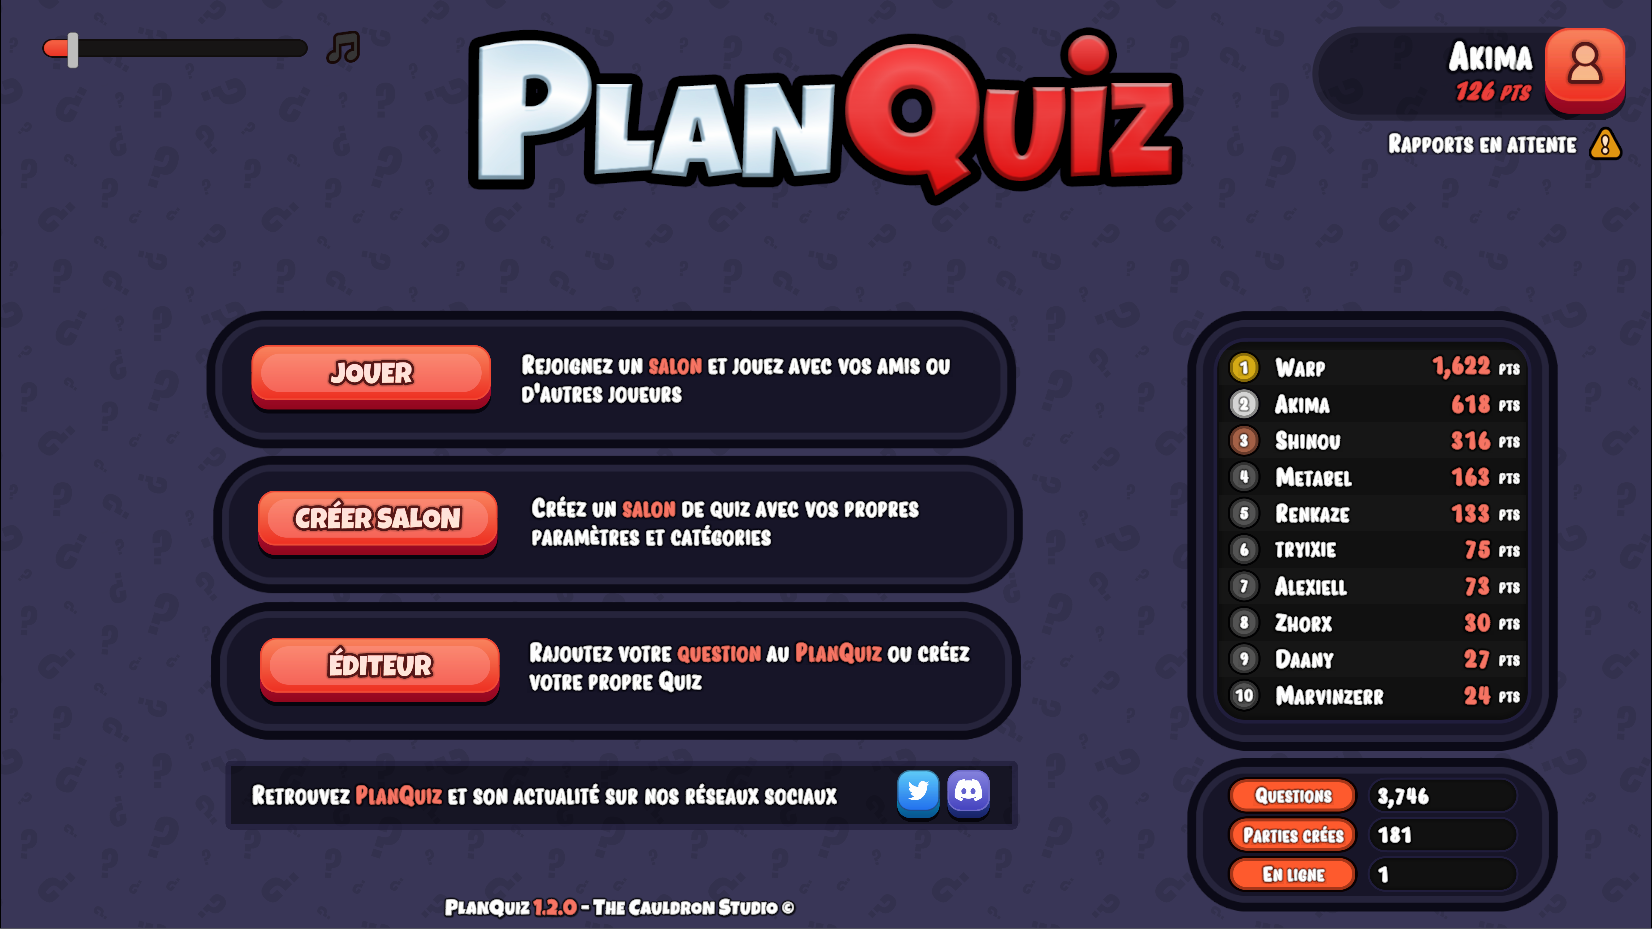 PLANQUIZ
AKIMA
126 PTS
RAPPORTS EN ATTENTE
JOUER
REJOIGNEZ UN SALON ET JOUEZ AVEC VOS AMIS OU
D'AUTRES JOUEURS
CRÉER SALON
CRÉEZ UN SALON DE QUIZ AVEC VOS PROPRES
PARAMÈTRES ET CATÉGORIES
ÉDITEUR
RAJOUTEZ VOTRE QUESTION AU PLANQUIZ OU CRÉEZ
VOTRE PROPRE QUIZ
RETROUVEZ PLANQUIZ ET SON ACTUALITÉ SUR NOS RÉSEAUX SOCIAUX
PLANQUIZ 1.2.0 - THE CAULDRON STUDIO ©
1 WARP 1,622 PTS
2 AKIMA 618 PTS
3 SHINOU 316 PTS
4 METABEL 163 PTS
5 RENKAZE 133 PTS
6 TRYIXIE 75 PTS
7 ALEXIELL 73 PTS
8 ZHORX 30 PTS
9 DAANY 27 PTS
10 MARVINZERR 24 PTS
QUESTIONS 3,746
PARTIES CRÉES 181
EN LIGNE 1